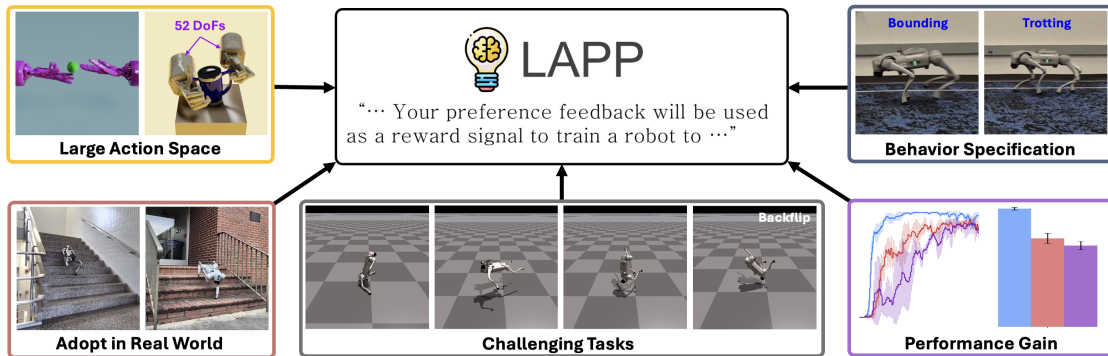 52 DoFs
Large Action Space
LAPP
“… Your preference feedback will be used
as a reward signal to train a robot to …”
Bounding
Trotting
Behavior Specification
Adopt in Real World
Backflip
Challenging Tasks
Performance Gain